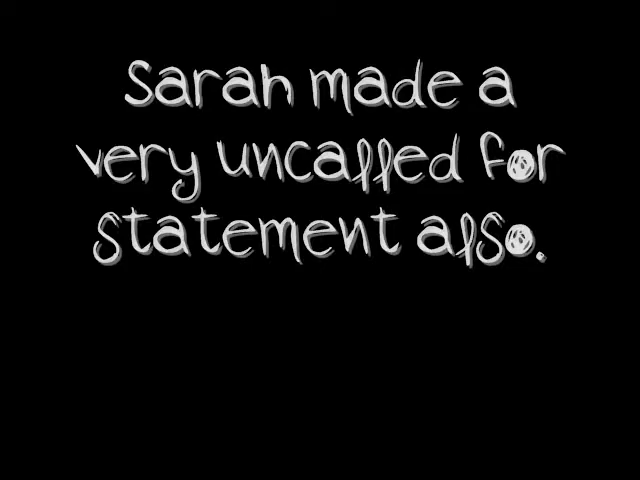 Sarah made a
very uncalled for
statement also.